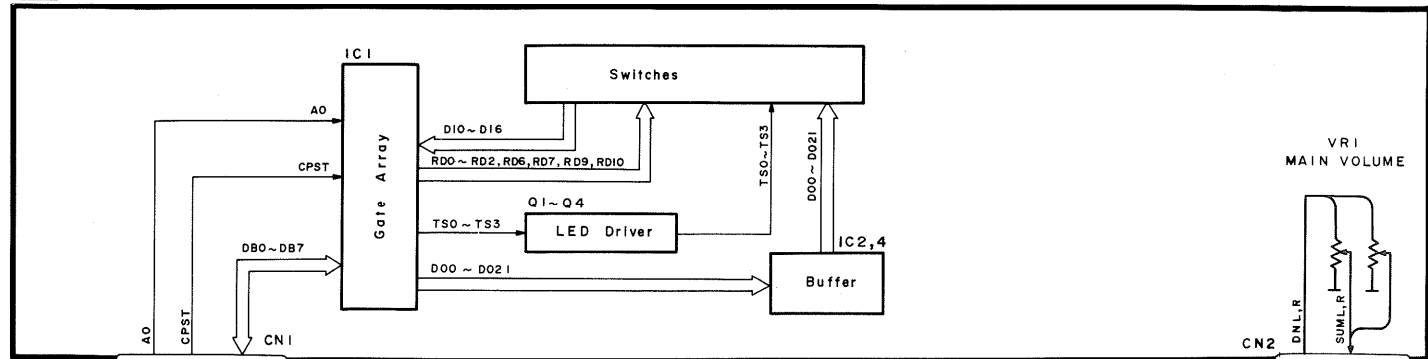 IC1
Switches
A0
DI0~DI6
RD0~RD2,RD6,RD7,RD9,RD10
CPST
Gate Array
TS0~TS3
DO0~DO21
VR1
MAIN VOLUME
Q1~Q4
TS0~TS3
LED Driver
IC2,4
DB0~DB7
DO0~DO21
Buffer
A0
CPST
CN1
CN2
DNL,R
SUML,R